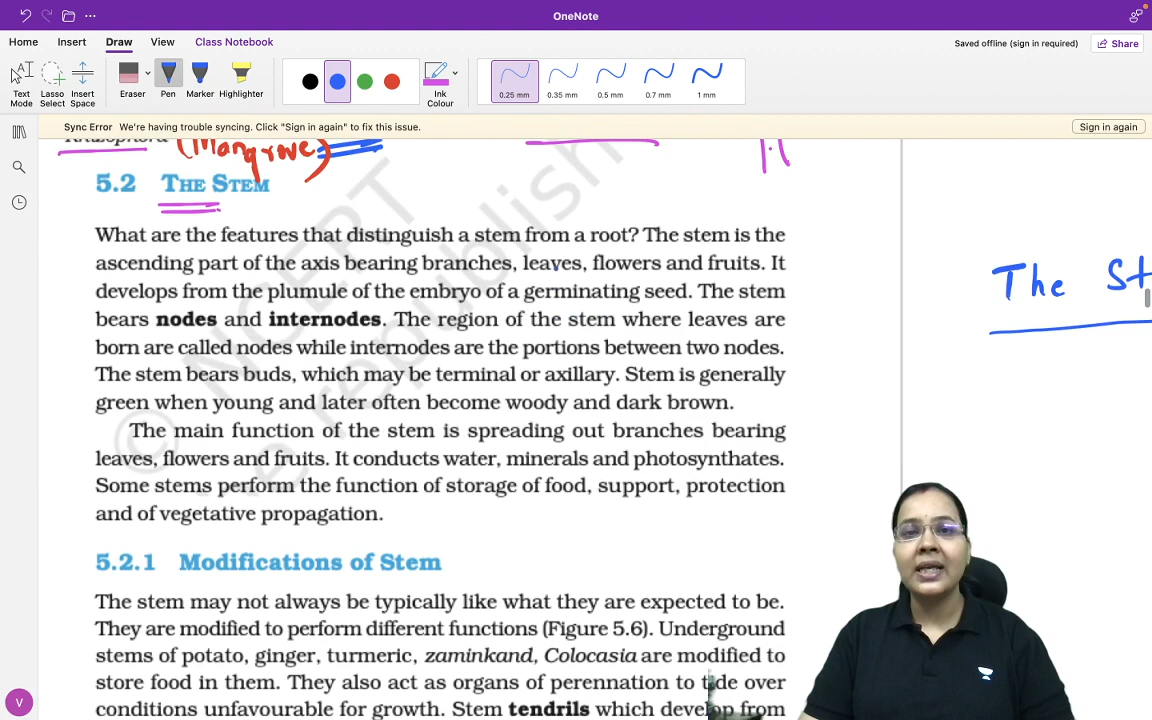 OneNote
Home Insert Draw View Class Notebook
Saved offline (sign in required) Share
Text Mode
Lasso Select
Insert Space
Eraser
Pen
Marker
Highlighter
Ink Colour
0.25 mm 0.35 mm 0.5 mm 0.7 mm 1 mm
Sync Error We're having trouble syncing. Click "Sign in again" to fix this issue. Sign in again
Rhizophora (Mangrove)
5.2 THE STEM
What are the features that distinguish a stem from a root? The stem is the
ascending part of the axis bearing branches, leaves, flowers and fruits. It
develops from the plumule of the embryo of a germinating seed. The stem
bears nodes and internodes. The region of the stem where leaves are
born are called nodes while internodes are the portions between two nodes.
The stem bears buds, which may be terminal or axillary. Stem is generally
green when young and later often become woody and dark brown.
The main function of the stem is spreading out branches bearing
leaves, flowers and fruits. It conducts water, minerals and photosynthates.
Some stems perform the function of storage of food, support, protection
and of vegetative propagation.
5.2.1 Modifications of Stem
The stem may not always be typically like what they are expected to be.
They are modified to perform different functions (Figure 5.6). Underground
stems of potato, ginger, turmeric, zaminkand, Colocasia are modified to
store food in them. They also act as organs of perennation to tide over
conditions unfavourable for growth. Stem tendrils which develop from
© NCERT
be republished
The St
V